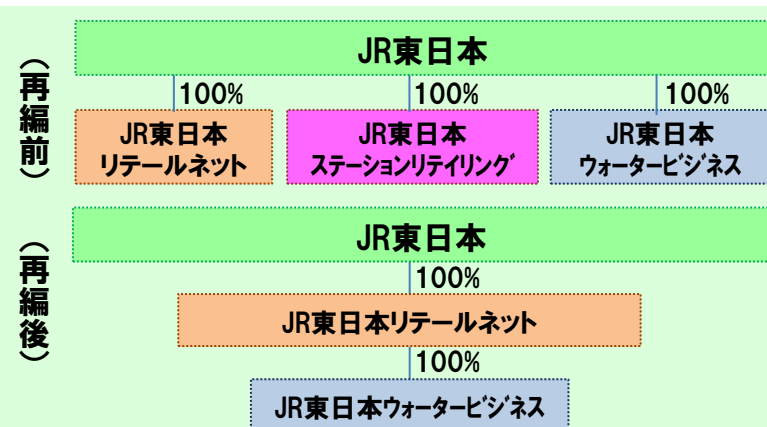 （再編前）
JR東日本
100%
100%
100%
JR東日本
リテールネット
JR東日本
ステーションリテイリング
JR東日本
ウォータービジネス
（再編後）
JR東日本
100%
JR東日本リテールネット
100%
JR東日本ウォータービジネス